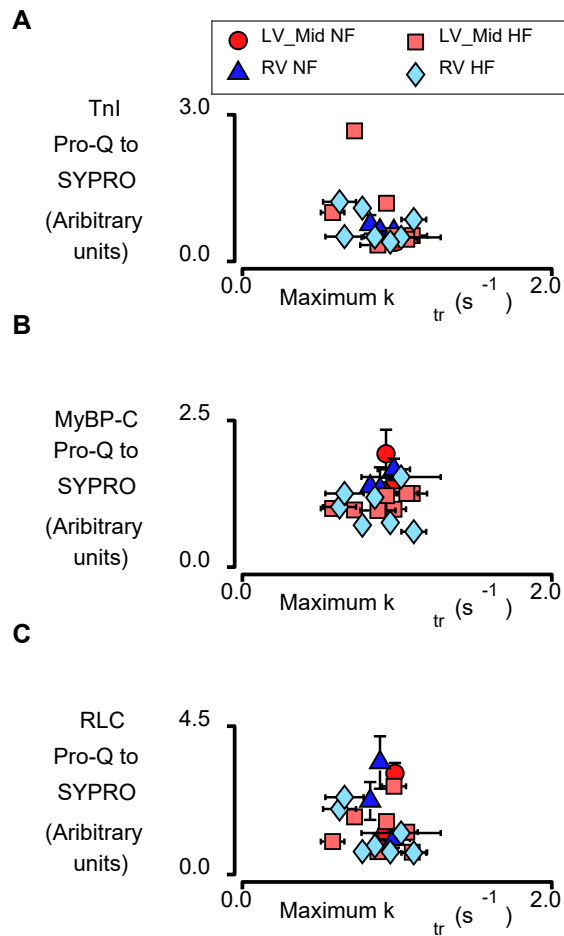 A
LV_Mid NF LV_Mid HF
RV NF RV HF
3.0
TnI
Pro-Q to
SYPRO
(Aribitrary
units)
0.0
0.0 Maximum k tr (s -1 ) 2.0
B
2.5
MyBP-C
Pro-Q to
SYPRO
(Aribitrary
units)
0.0
0.0 Maximum k tr (s -1 ) 2.0
C
4.5
RLC
Pro-Q to
SYPRO
(Aribitrary
units)
0.0
0.0 Maximum k tr (s -1 ) 2.0